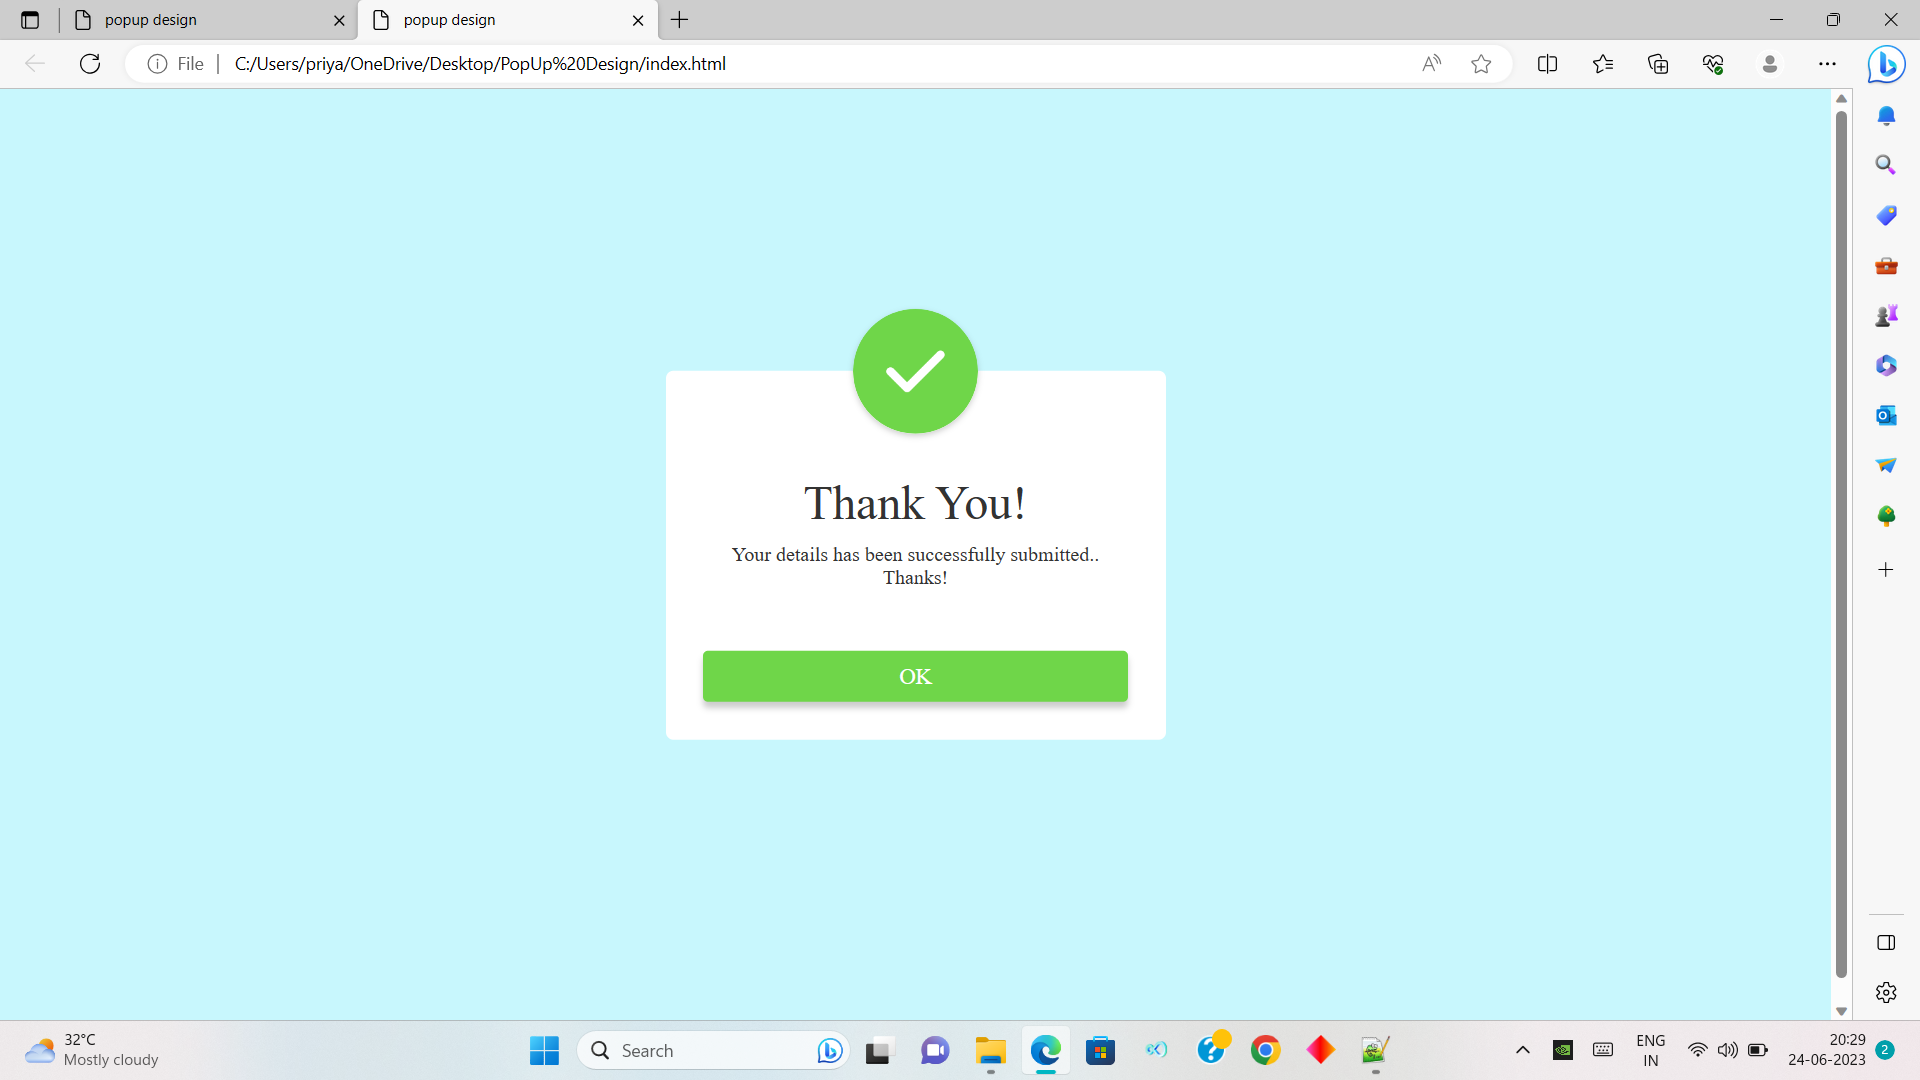 popup design
popup design
File
C:/Users/priya/OneDrive/Desktop/PopUp%20Design/index.html
Thank You!
Your details has been successfully submitted..
Thanks!
OK
32°C
Mostly cloudy
Search
ENG
IN
20:29
24-06-2023
2